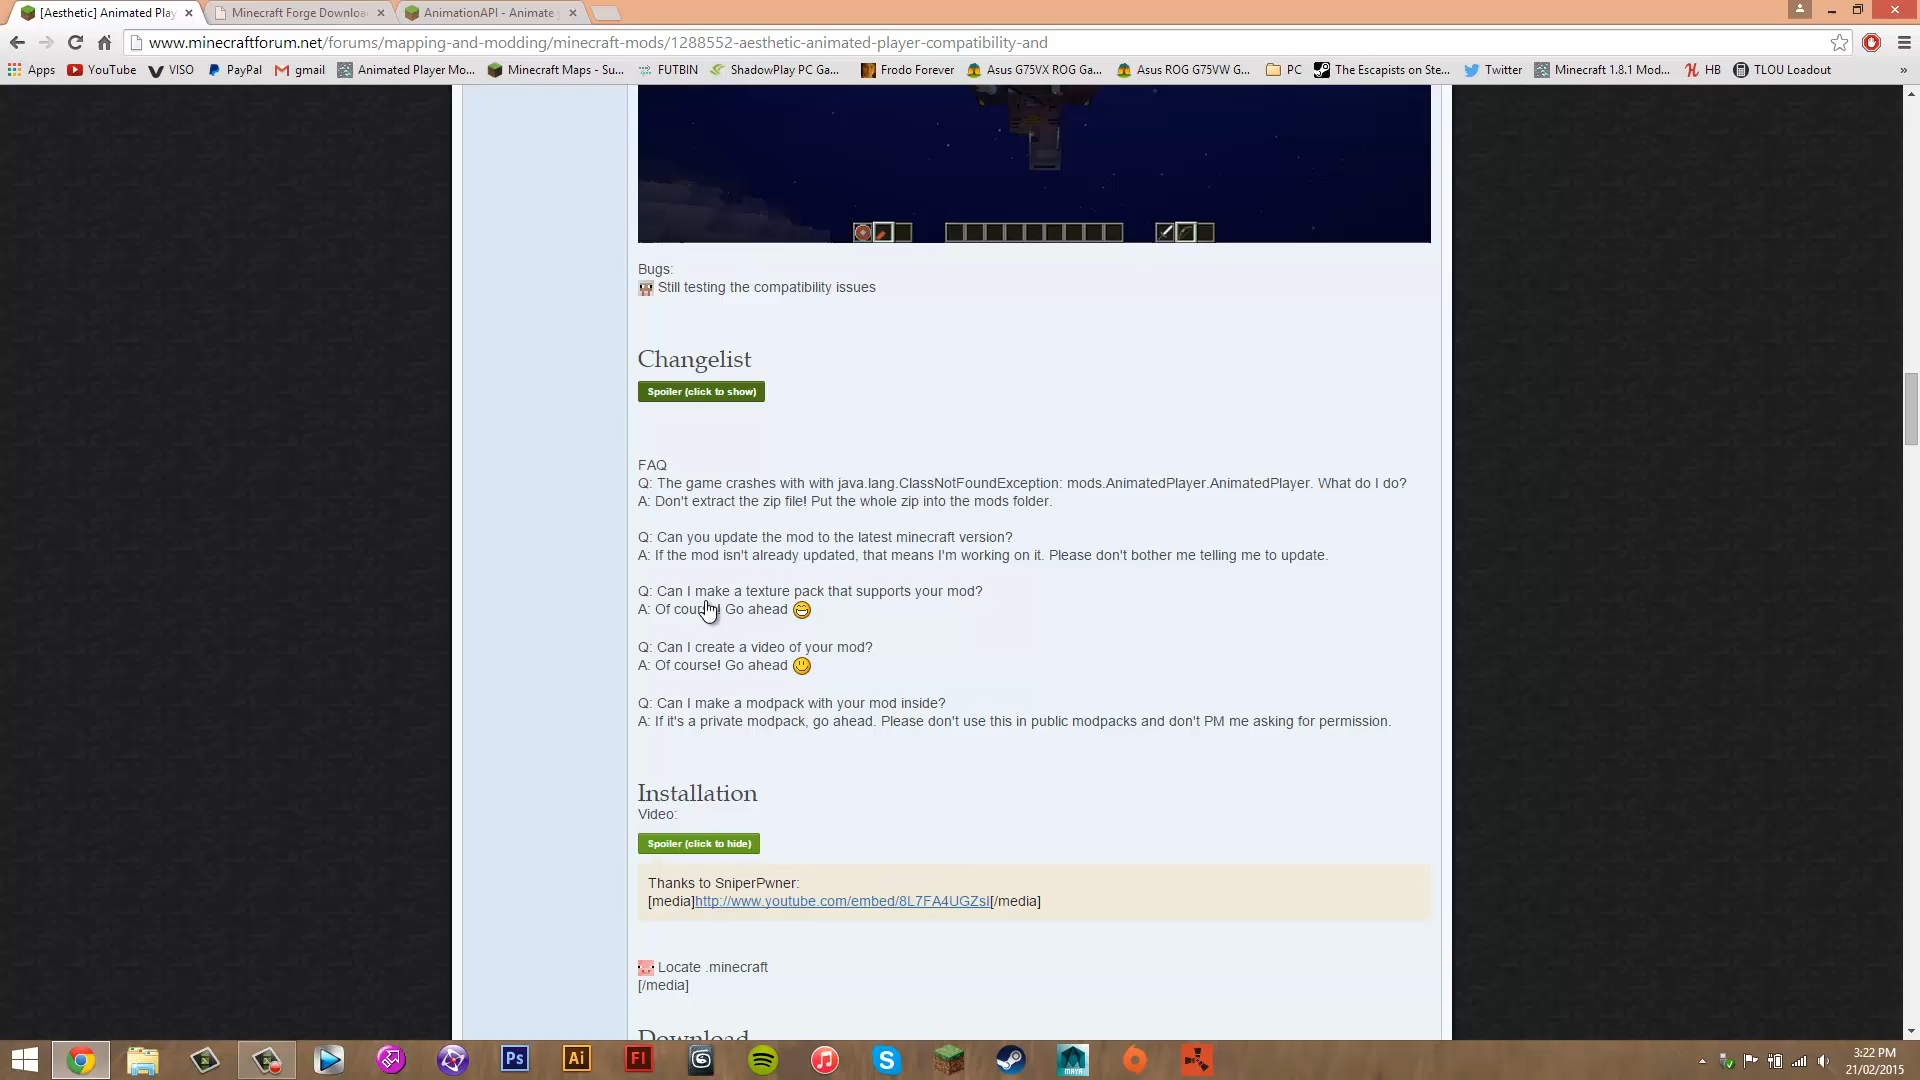 [Aesthetic] Animated Play
Minecraft Forge Downloa
AnimationAPI - Animate
www.minecraftforum.net/forums/mapping-and-modding/minecraft-mods/1288552-aesthetic-animated-player-compatibility-and
Apps
YouTube
VISO
PayPal
gmail
Animated Player Mo...
Minecraft Maps - Su...
FUTBIN
ShadowPlay PC Ga...
Frodo Forever
Asus G75VX ROG Ga...
Asus ROG G75VW G...
PC
The Escapists on Ste...
Twitter
Minecraft 1.8.1 Mod...
HB
TLOU Loadout
»
Bugs:
Still testing the compatibility issues
Changelist
Spoiler (click to show)
FAQ
Q: The game crashes with with java.lang.ClassNotFoundException: mods.AnimatedPlayer.AnimatedPlayer. What do I do?
A: Don't extract the zip file! Put the whole zip into the mods folder.
Q: Can you update the mod to the latest minecraft version?
A: If the mod isn't already updated, that means I'm working on it. Please don't bother me telling me to update.
Q: Can I make a texture pack that supports your mod?
A: Of course! Go ahead
Q: Can I create a video of your mod?
A: Of course! Go ahead
Q: Can I make a modpack with your mod inside?
A: If it's a private modpack, go ahead. Please don't use this in public modpacks and don't PM me asking for permission.
Installation
Video:
Spoiler (click to hide)
Thanks to SniperPwner:
[media]http://www.youtube.com/embed/8L7FA4UGZsI[/media]
Locate .minecraft
[/media]
Download
Ps
Ai
Fl
MAYA
3:22 PM
21/02/2015